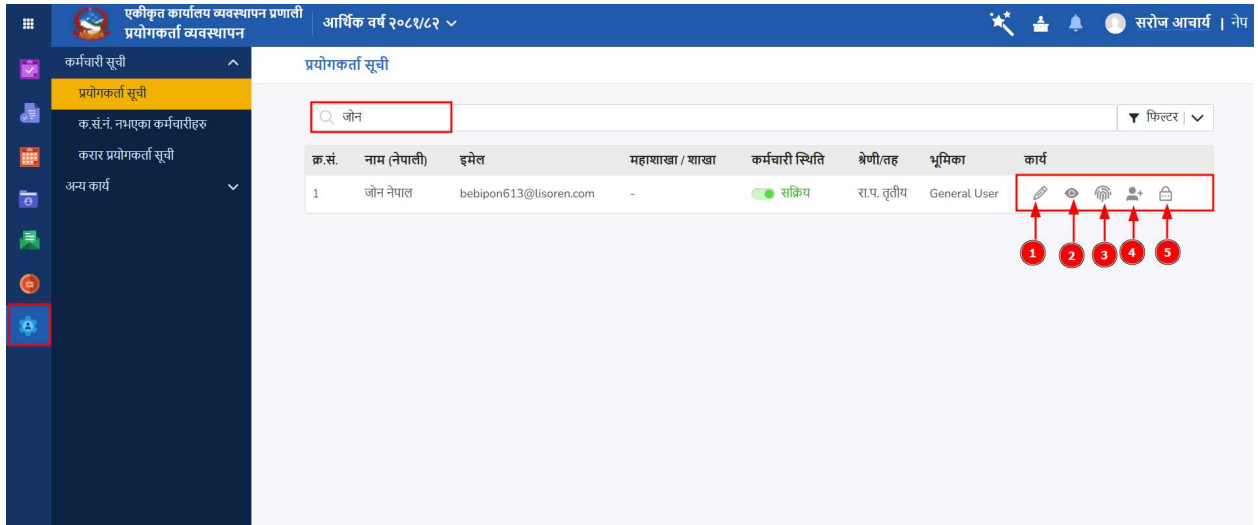 एकीकृत कार्यालय व्यवस्थापन प्रणाली
प्रयोगकर्ता व्यवस्थापन
आर्थिक वर्ष २०८१/८२
सरोज आचार्य | नेप
कर्मचारी सूची
प्रयोगकर्ता सूची
क.सं.नं. नभएका कर्मचारीहरु
करार प्रयोगकर्ता सूची
अन्य कार्य
प्रयोगकर्ता सूची
जोन
फिल्टर
क्र.सं. नाम (नेपाली) इमेल महाशाखा / शाखा कर्मचारी स्थिति श्रेणी/तह भूमिका कार्य
1 जोन नेपाल bebipon613@lisoren.com - सक्रिय रा.प. तृतीय General User
1 2 3 4 5